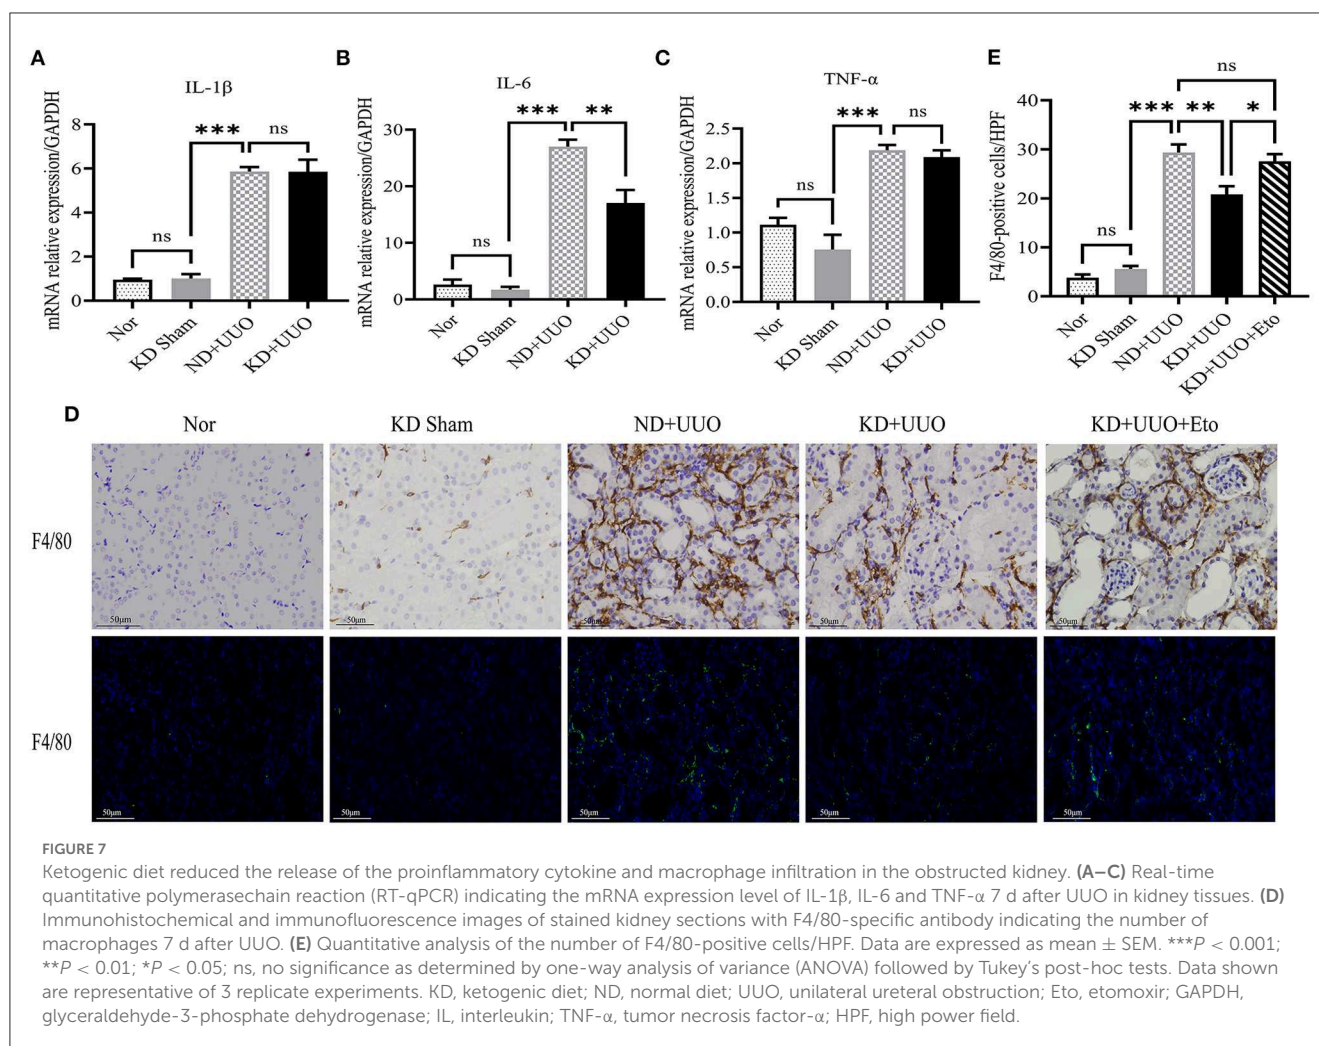 A
IL-1β
mRNA relative expression/GAPDH
8
6
4
2
0
***
ns
ns
Nor
KD Sham
ND+UUO
KD+UUO
B
IL-6
mRNA relative expression/GAPDH
30
20
10
0
***
**
ns
Nor
KD Sham
ND+UUO
KD+UUO
C
TNF-α
mRNA relative expression/GAPDH
2.5
2.0
1.5
1.0
0.5
0.0
***
ns
ns
Nor
KD Sham
ND+UUO
KD+UUO
E
F4/80-positive cells/HPF
40
30
20
10
0
ns
***
**
*
ns
Nor
KD Sham
ND+UUO
KD+UUO
KD+UUO+Eto
D
Nor
KD Sham
ND+UUO
KD+UUO
KD+UUO+Eto
F4/80
50μm
50μm
50μm
50μm
50μm
F4/80
50μm
50μm
50μm
50μm
50μm
FIGURE 7
Ketogenic diet reduced the release of the proinflammatory cytokine and macrophage infiltration in the obstructed kidney. (A–C) Real-time
quantitative polymerasechain reaction (RT-qPCR) indicating the mRNA expression level of IL-1β, IL-6 and TNF-α 7 d after UUO in kidney tissues. (D)
Immunohistochemical and immunofluorescence images of stained kidney sections with F4/80-specific antibody indicating the number of
macrophages 7 d after UUO. (E) Quantitative analysis of the number of F4/80-positive cells/HPF. Data are expressed as mean ± SEM. ***P < 0.001;
**P < 0.01; *P < 0.05; ns, no significance as determined by one-way analysis of variance (ANOVA) followed by Tukey's post-hoc tests. Data shown
are representative of 3 replicate experiments. KD, ketogenic diet; ND, normal diet; UUO, unilateral ureteral obstruction; Eto, etomoxir; GAPDH,
glyceraldehyde-3-phosphate dehydrogenase; IL, interleukin; TNF-α, tumor necrosis factor-α; HPF, high power field.